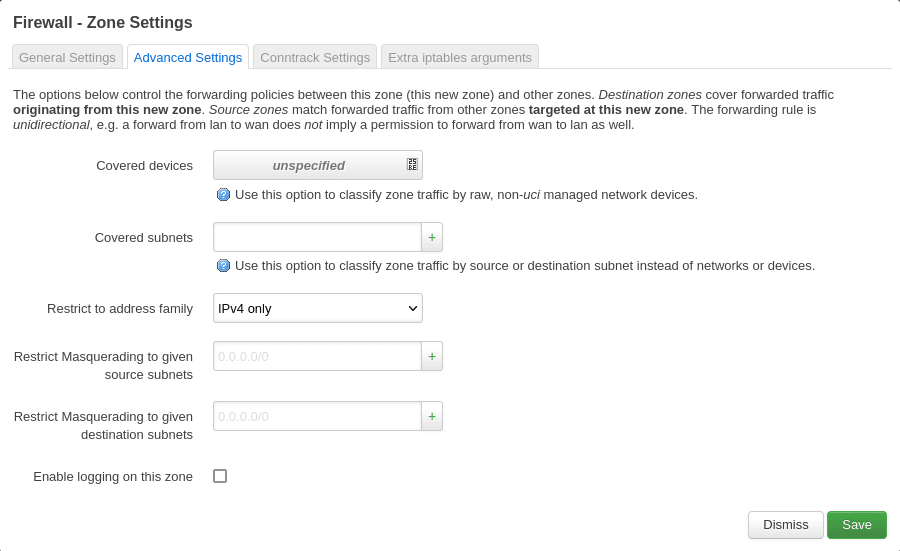 Firewall - Zone Settings
General Settings
Advanced Settings
Conntrack Settings
Extra iptables arguments
The options below control the forwarding policies between this zone (this new zone) and other zones. Destination zones cover forwarded traffic
originating from this new zone. Source zones match forwarded traffic from other zones targeted at this new zone. The forwarding rule is
unidirectional, e.g. a forward from lan to wan does not imply a permission to forward from wan to lan as well.
Covered devices
unspecified
Use this option to classify zone traffic by raw, non-uci managed network devices.
Covered subnets
+
Use this option to classify zone traffic by source or destination subnet instead of networks or devices.
Restrict to address family
IPv4 only
Restrict Masquerading to given
source subnets
0.0.0.0/0
+
Restrict Masquerading to given
destination subnets
0.0.0.0/0
+
Enable logging on this zone
Dismiss
Save